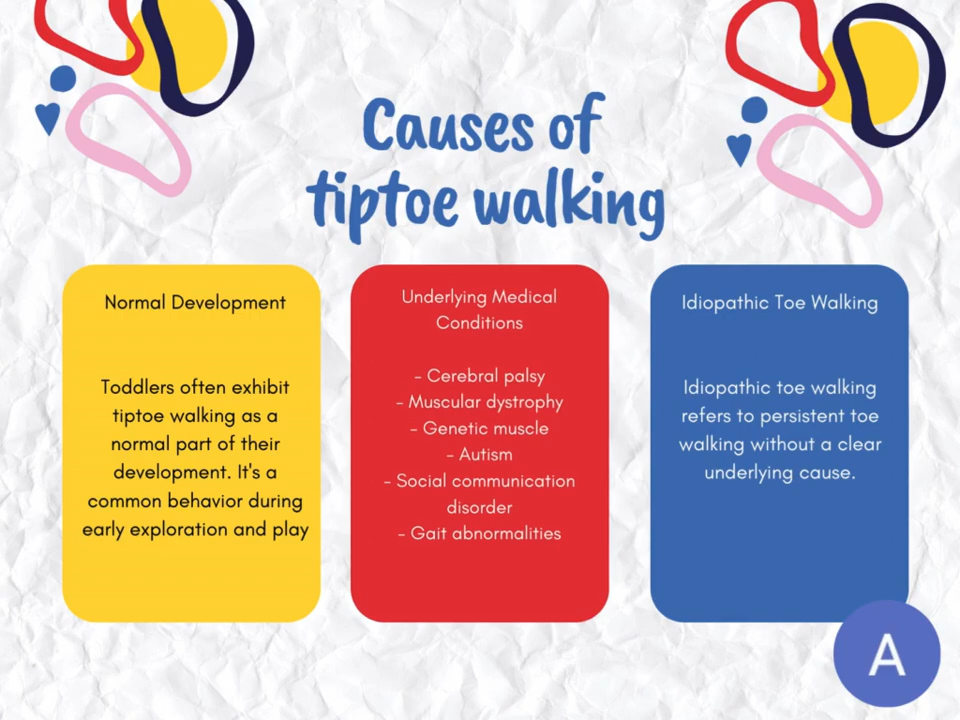 Causes of
tiptoe walking
Normal Development
Toddlers often exhibit
tiptoe walking as a
normal part of their
development. It's a
common behavior during
early exploration and play
Underlying Medical
Conditions
- Cerebral palsy
- Muscular dystrophy
- Genetic muscle
- Autism
- Social communication
disorder
- Gait abnormalities
Idiopathic Toe Walking
Idiopathic toe walking
refers to persistent toe
walking without a clear
underlying cause.
A